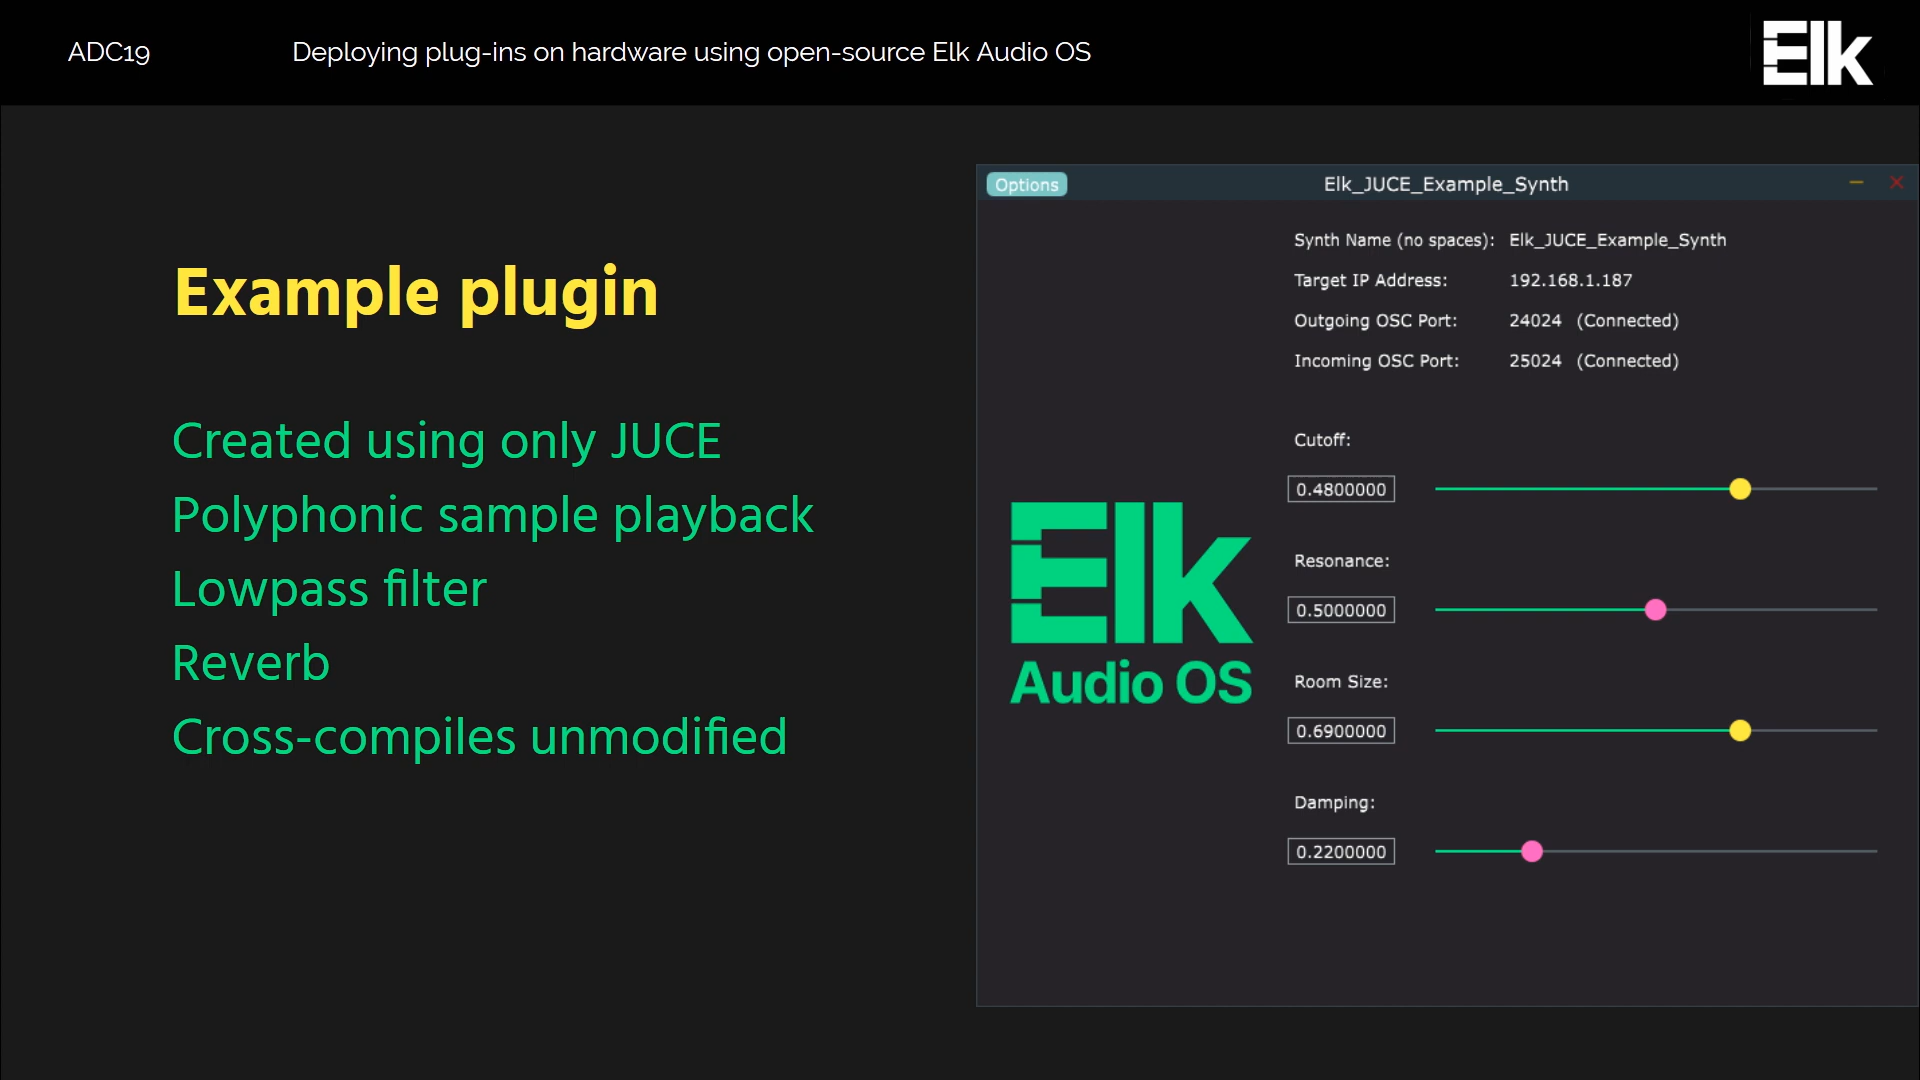 ADC19
Deploying plug-ins on hardware using open-source Elk Audio OS
Elk
Example plugin
Created using only JUCE
Polyphonic sample playback
Lowpass filter
Reverb
Cross-compiles unmodified
Options
Elk_JUCE_Example_Synth
Synth Name (no spaces): Elk_JUCE_Example_Synth
Target IP Address: 192.168.1.187
Outgoing OSC Port: 24024 (Connected)
Incoming OSC Port: 25024 (Connected)
Elk
Audio OS
Cutoff:
0.4800000
Resonance:
0.5000000
Room Size:
0.6900000
Damping:
0.2200000